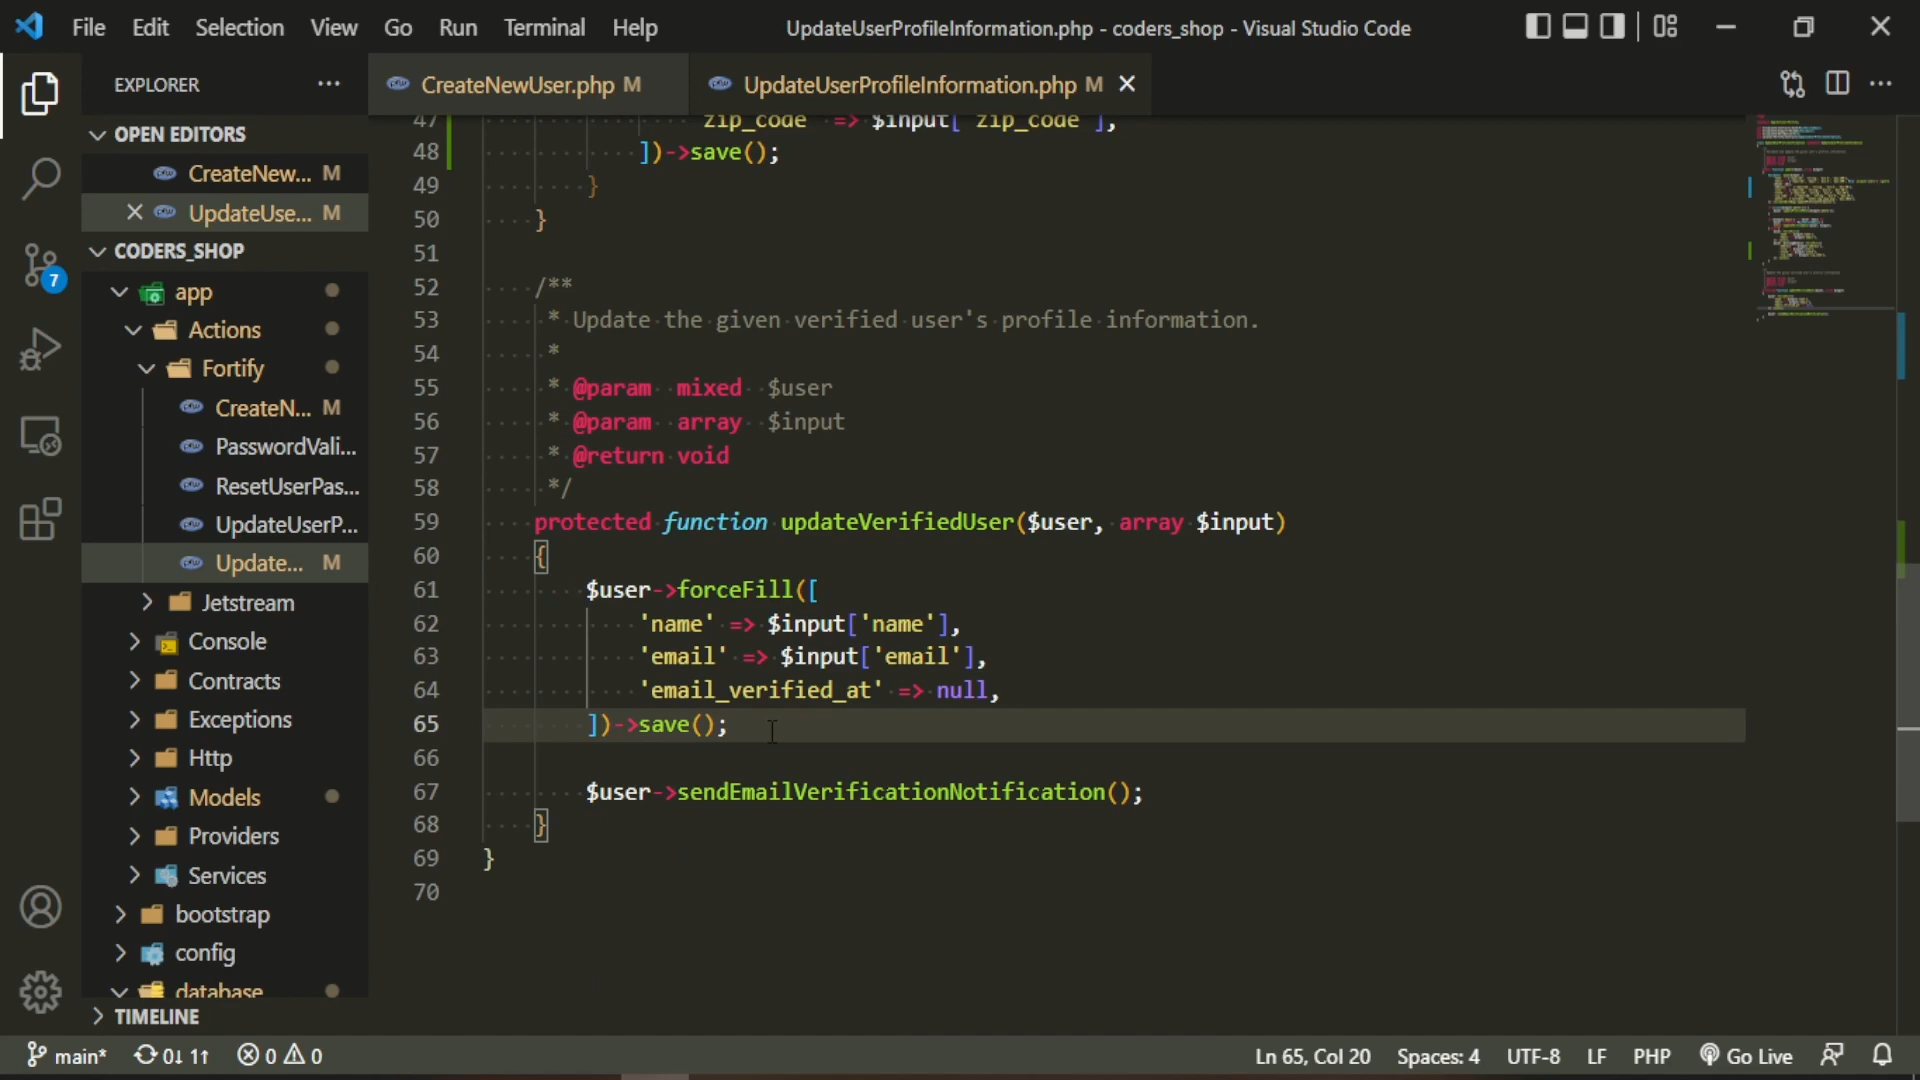 File Edit Selection View Go Run Terminal Help
UpdateUserProfileInformation.php - coders_shop - Visual Studio Code
EXPLORER
CreateNewUser.php M
UpdateUserProfileInformation.php M
OPEN EDITORS
CreateNew... M
UpdateUse... M
CODERS_SHOP
app
Actions
Fortify
CreateN... M
PasswordVali...
ResetUserPas...
UpdateUserP...
Update... M
Jetstream
Console
Contracts
Exceptions
Http
Models
Providers
Services
bootstrap
config
database
TIMELINE
7
47 'zip_code' => $input['zip_code'],
48 ])->save();
49 }
50 }
51
52 /**
53 * Update the given verified user's profile information.
54 *
55 * @param mixed $user
56 * @param array $input
57 * @return void
58 */
59 protected function updateVerifiedUser($user, array $input)
60 {
61 $user->forceFill([
62 'name' => $input['name'],
63 'email' => $input['email'],
64 'email_verified_at' => null,
65 ])->save();
66
67 $user->sendEmailVerificationNotification();
68 }
69 }
70
main* 0↓ 1↑ 0 0
Ln 65, Col 20 Spaces: 4 UTF-8 LF PHP Go Live